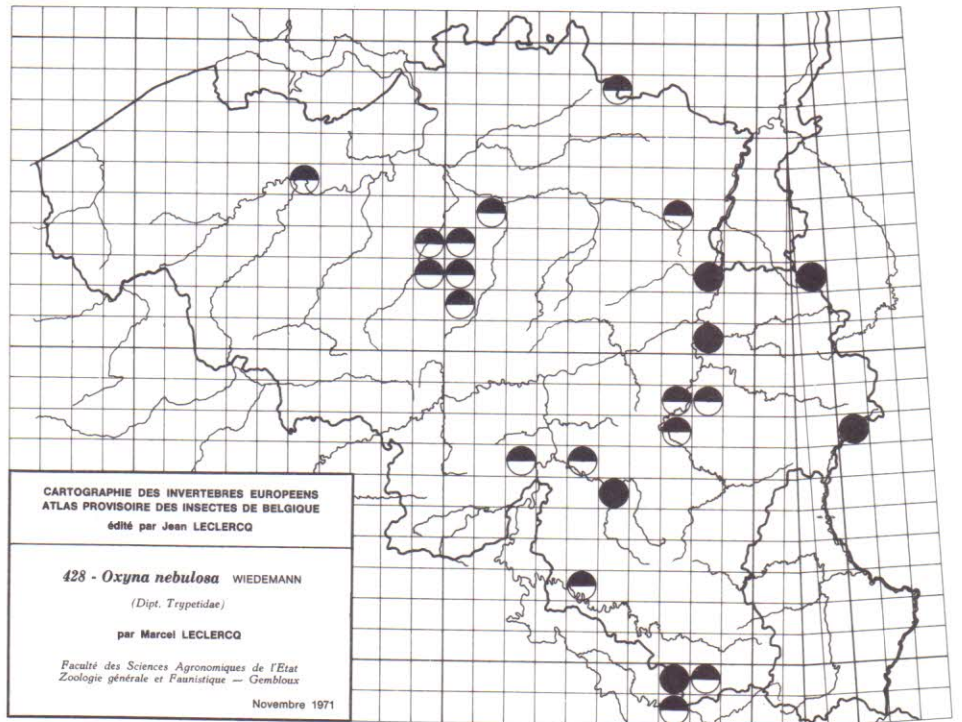 CARTOGRAPHIE DES INVERTEBRES EUROPEENS
ATLAS PROVISOIRE DES INSECTES DE BELGIQUE
édité par Jean LECLERCQ
428 - Oxyna nebulosa WIEDEMANN
(Dipt. Trypetidae)
par Marcel LECLERCQ
Faculté des Sciences Agronomiques de l'Etat
Zoologie générale et Faunistique — Gembloux
Novembre 1971